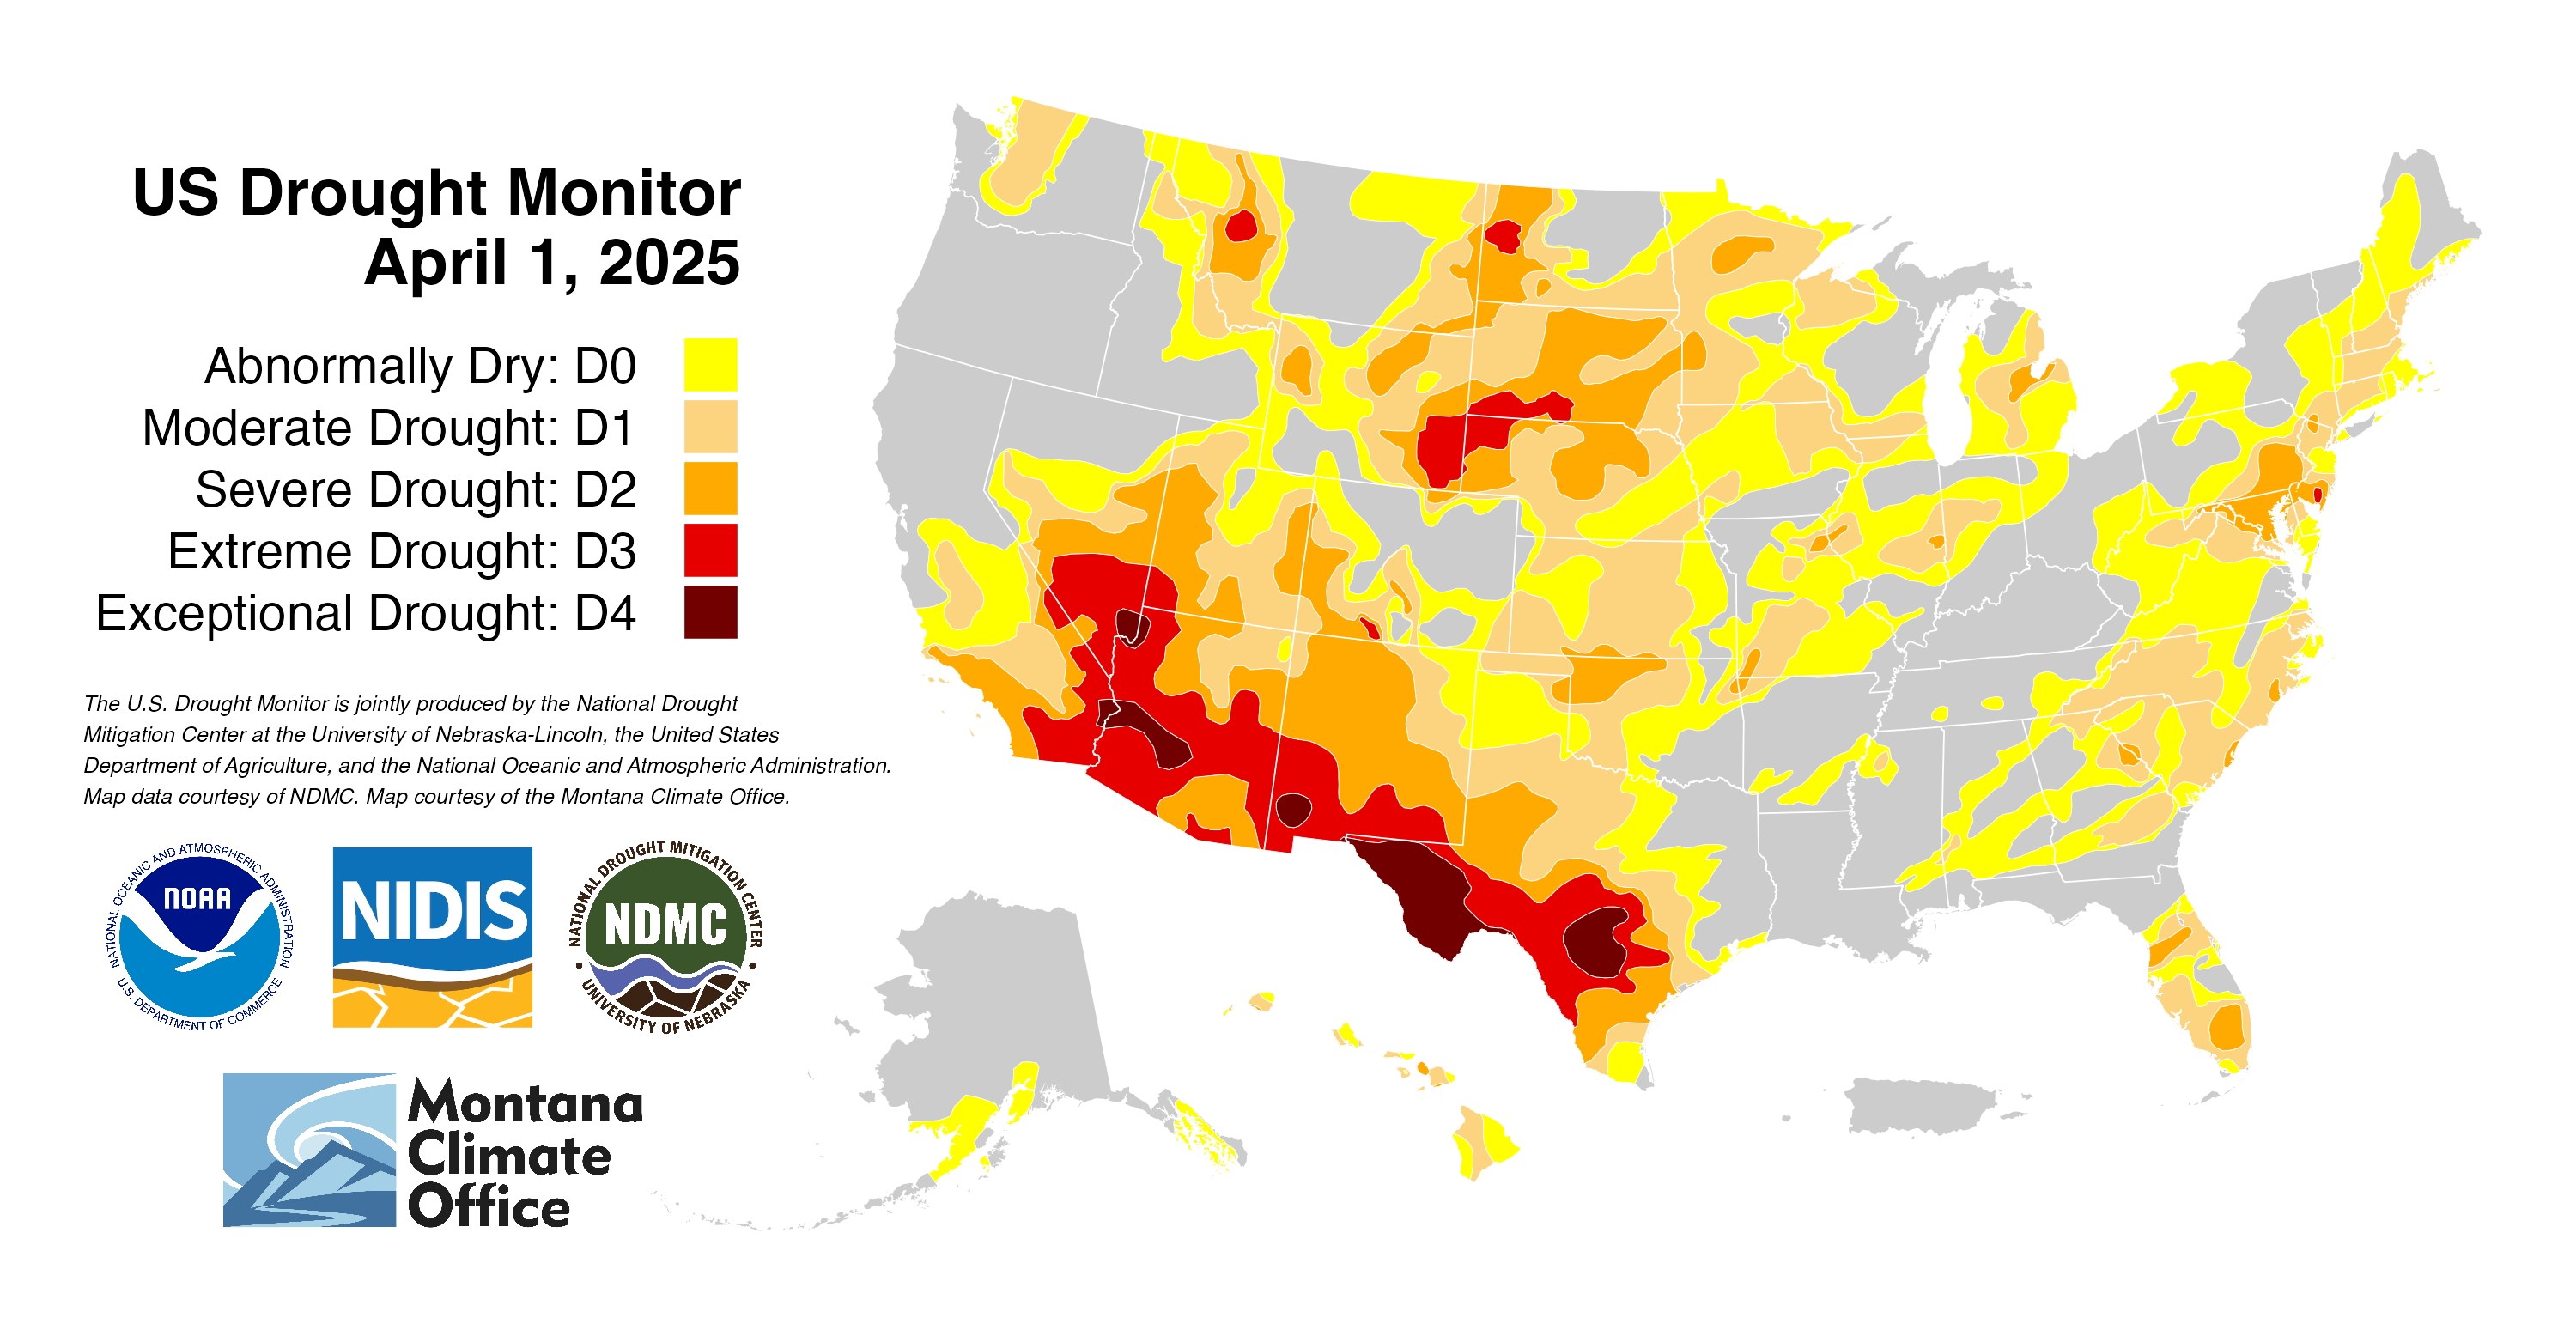 US Drought Monitor
April 1, 2025
Abnormally Dry: D0
Moderate Drought: D1
Severe Drought: D2
Extreme Drought: D3
Exceptional Drought: D4
The U.S. Drought Monitor is jointly produced by the National Drought
Mitigation Center at the University of Nebraska-Lincoln, the United States
Department of Agriculture, and the National Oceanic and Atmospheric Administration.
Map data courtesy of NDMC. Map courtesy of the Montana Climate Office.
NATIONAL OCEANIC AND ATMOSPHERIC ADMINISTRATION
NOAA
U.S. DEPARTMENT OF COMMERCE
NIDIS
NATIONAL DROUGHT MITIGATION CENTER
NDMC
UNIVERSITY OF NEBRASKA
Montana
Climate
Office